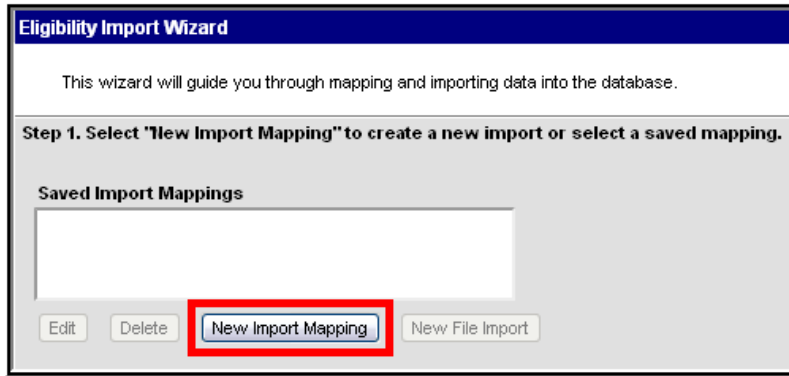 Eligibility Import Wizard
This wizard will guide you through mapping and importing data into the database.
Step 1. Select "New Import Mapping" to create a new import or select a saved mapping.
Saved Import Mappings
Edit Delete New Import Mapping New File Import